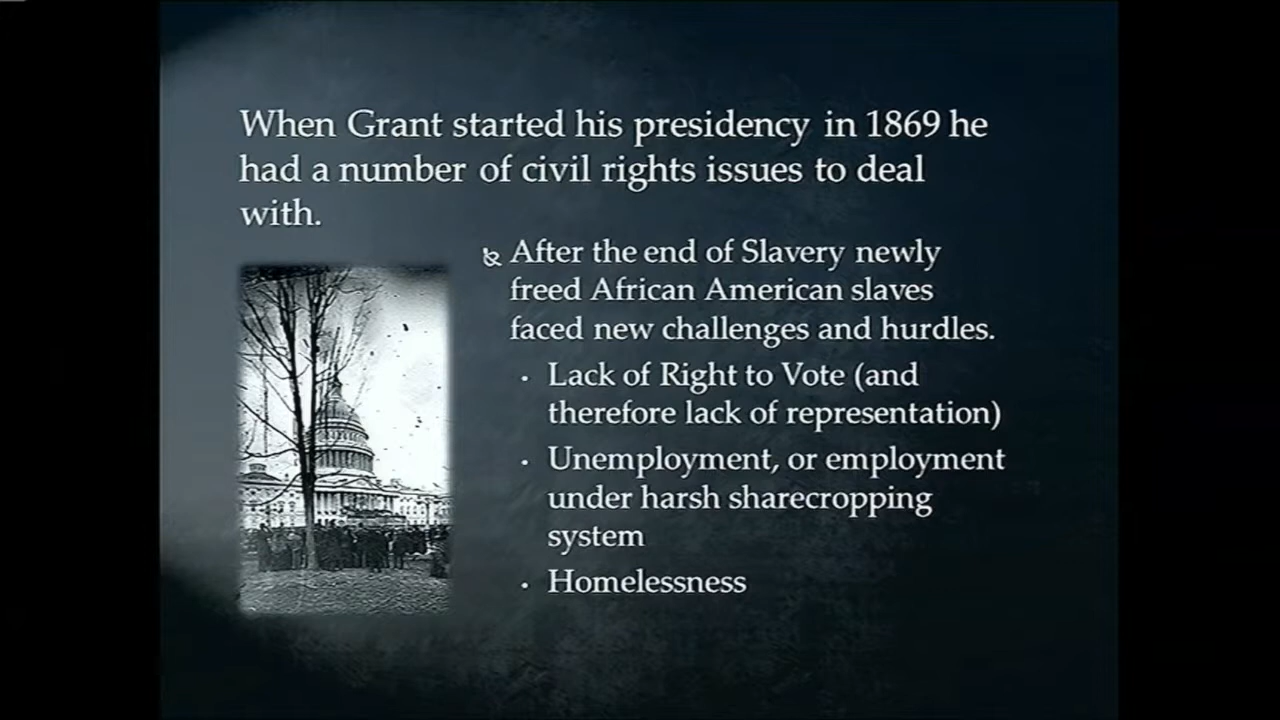 When Grant started his presidency in 1869 he
had a number of civil rights issues to deal
with.
After the end of Slavery newly
freed African American slaves
faced new challenges and hurdles.
· Lack of Right to Vote (and
therefore lack of representation)
· Unemployment, or employment
under harsh sharecropping
system
· Homelessness